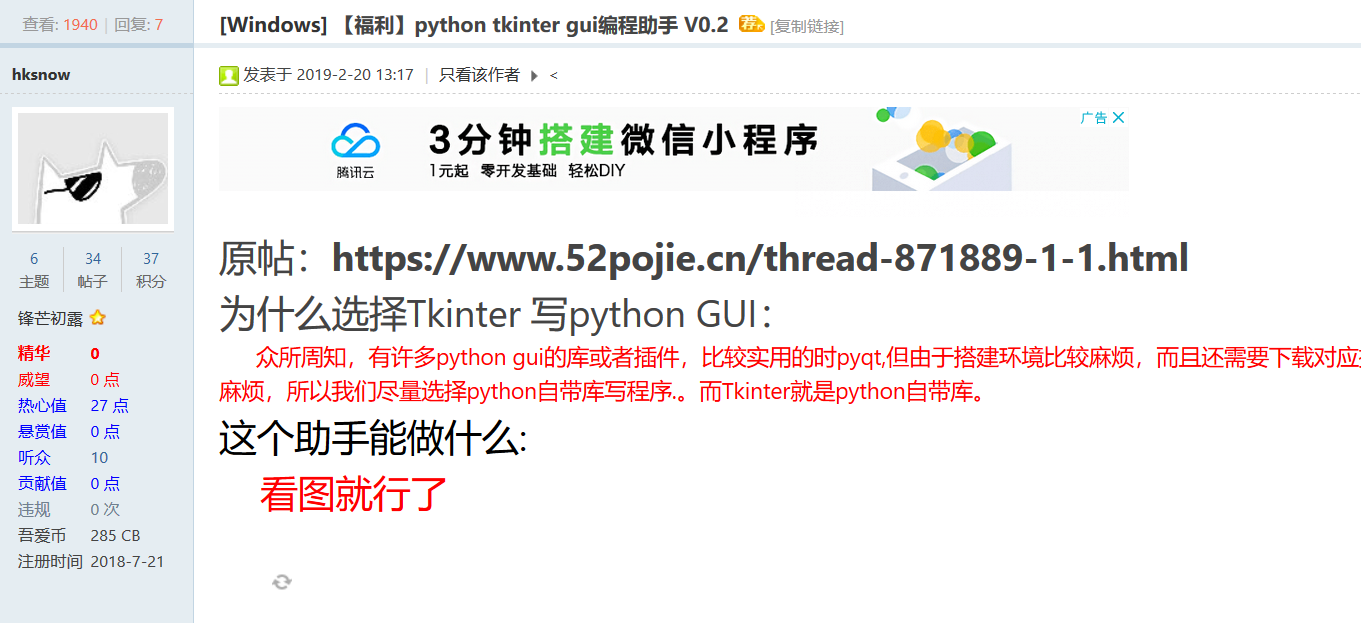 查看: 1940 | 回复: 7
[Windows] 【福利】python tkinter gui编程助手 V0.2 荐 [复制链接]
hksnow
发表于 2019-2-20 13:17 | 只看该作者 <
广告
腾讯云
3分钟搭建微信小程序
1元起 零开发基础 轻松DIY
6 34 37
主题 帖子 积分
锋芒初露
精华 0
威望 0 点
热心值 27 点
悬赏值 0 点
听众 10
贡献值 0 点
违规 0 次
吾爱币 285 CB
注册时间 2018-7-21
原帖：https://www.52pojie.cn/thread-871889-1-1.html
为什么选择Tkinter 写python GUI：
众所周知，有许多python gui的库或者插件，比较实用的时pyqt,但由于搭建环境比较麻烦，而且还需要下载对应
麻烦，所以我们尽量选择python自带库写程序.。而Tkinter就是python自带库。
这个助手能做什么:
看图就行了